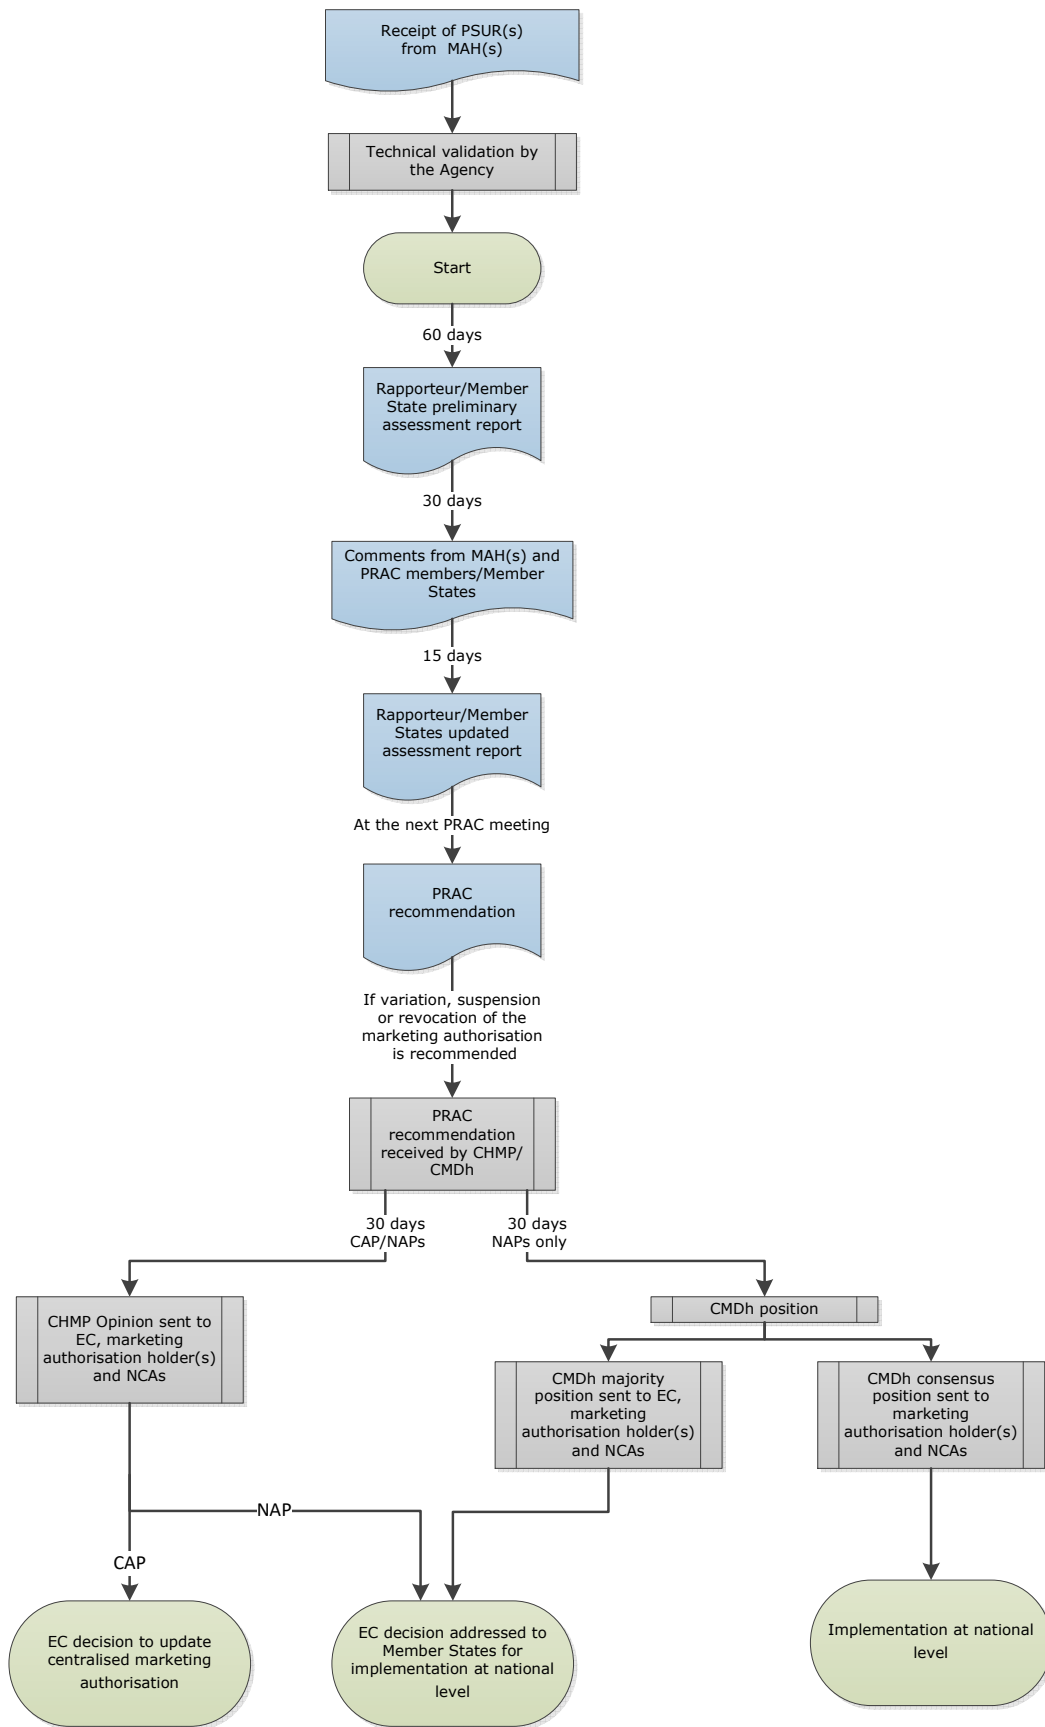 Receipt of PSUR(s)
from  MAH(s)
Technical validation by
the Agency
Start
60 days
Rapporteur/Member
State preliminary
assessment report
30 days
Comments from MAH(s) and
PRAC members/Member
States
15 days
Rapporteur/Member
States updated
assessment report
At the next PRAC meeting
PRAC
recommendation
If variation, suspension
or revocation of the
marketing authorisation
is recommended
PRAC
recommendation
received by CHMP/
CMDh
30 days
CAP/NAPs
30 days
NAPs only
CHMP Opinion sent to
EC, marketing
authorisation holder(s)
and NCAs
CMDh position
CMDh majority
position sent to EC,
marketing
authorisation holder(s)
and NCAs
CMDh consensus
position sent to
marketing
authorisation holder(s)
and NCAs
NAP
CAP
EC decision to update
centralised marketing
authorisation
EC decision addressed to
Member States for
implementation at national
level
Implementation at national
level